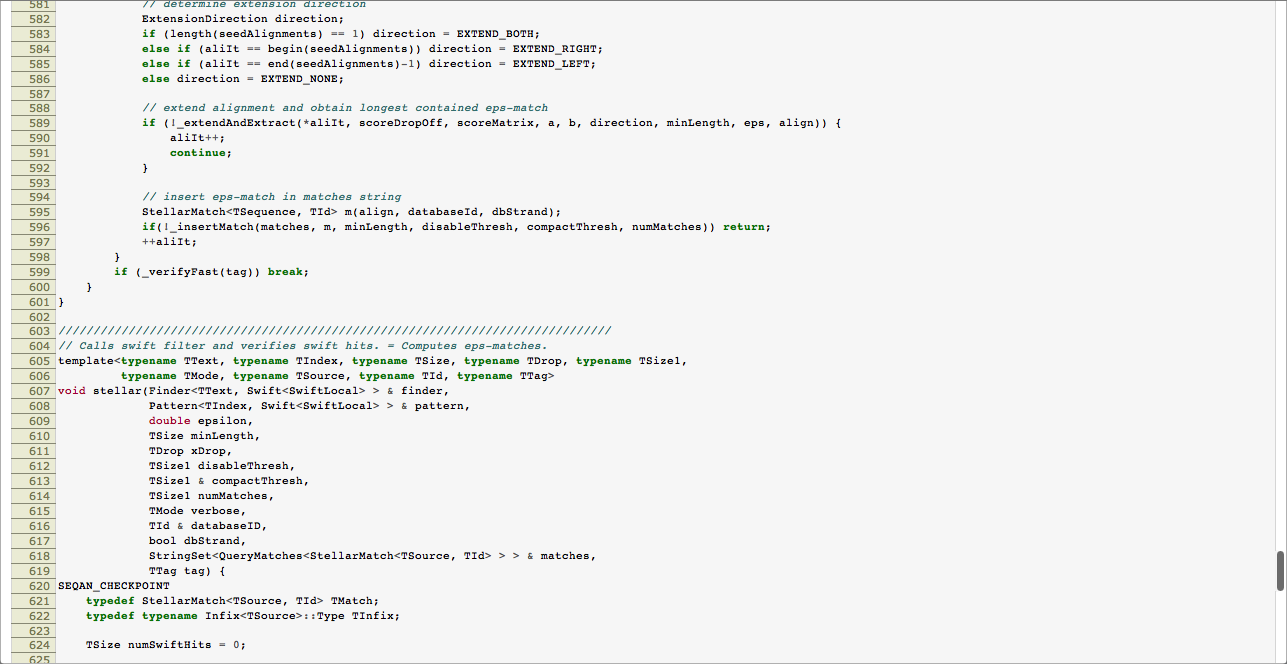 581 // determine extension direction
582 ExtensionDirection direction;
583 if (length(seedAlignments) == 1) direction = EXTEND_BOTH;
584 else if (aliIt == begin(seedAlignments)) direction = EXTEND_RIGHT;
585 else if (aliIt == end(seedAlignments)-1) direction = EXTEND_LEFT;
586 else direction = EXTEND_NONE;
587
588 // extend alignment and obtain longest contained eps-match
589 if (!_extendAndExtract(*aliIt, scoreDropOff, scoreMatrix, a, b, direction, minLength, eps, align)) {
590 aliIt++;
591 continue;
592 }
593
594 // insert eps-match in matches string
595 StellarMatch<TSequence, TId> m(align, databaseId, dbStrand);
596 if(!_insertMatch(matches, m, minLength, disableThresh, compactThresh, numMatches)) return;
597 ++aliIt;
598 }
599 if (_verifyFast(tag)) break;
600 }
601 }
602
603 ///////////////////////////////////////////////////////////////////////////////
604 // Calls swift filter and verifies swift hits. = Computes eps-matches.
605 template<typename TText, typename TIndex, typename TSize, typename TDrop, typename TSize1,
606 typename TMode, typename TSource, typename TId, typename TTag>
607 void stellar(Finder<TText, Swift<SwiftLocal> > & finder,
608 Pattern<TIndex, Swift<SwiftLocal> > & pattern,
609 double epsilon,
610 TSize minLength,
611 TDrop xDrop,
612 TSize1 disableThresh,
613 TSize1 & compactThresh,
614 TSize1 numMatches,
615 TMode verbose,
616 TId & databaseID,
617 bool dbStrand,
618 StringSet<QueryMatches<StellarMatch<TSource, TId> > > & matches,
619 TTag tag) {
620 SEQAN_CHECKPOINT
621 typedef StellarMatch<TSource, TId> TMatch;
622 typedef typename Infix<TSource>::Type TInfix;
623
624 TSize numSwiftHits = 0;
625